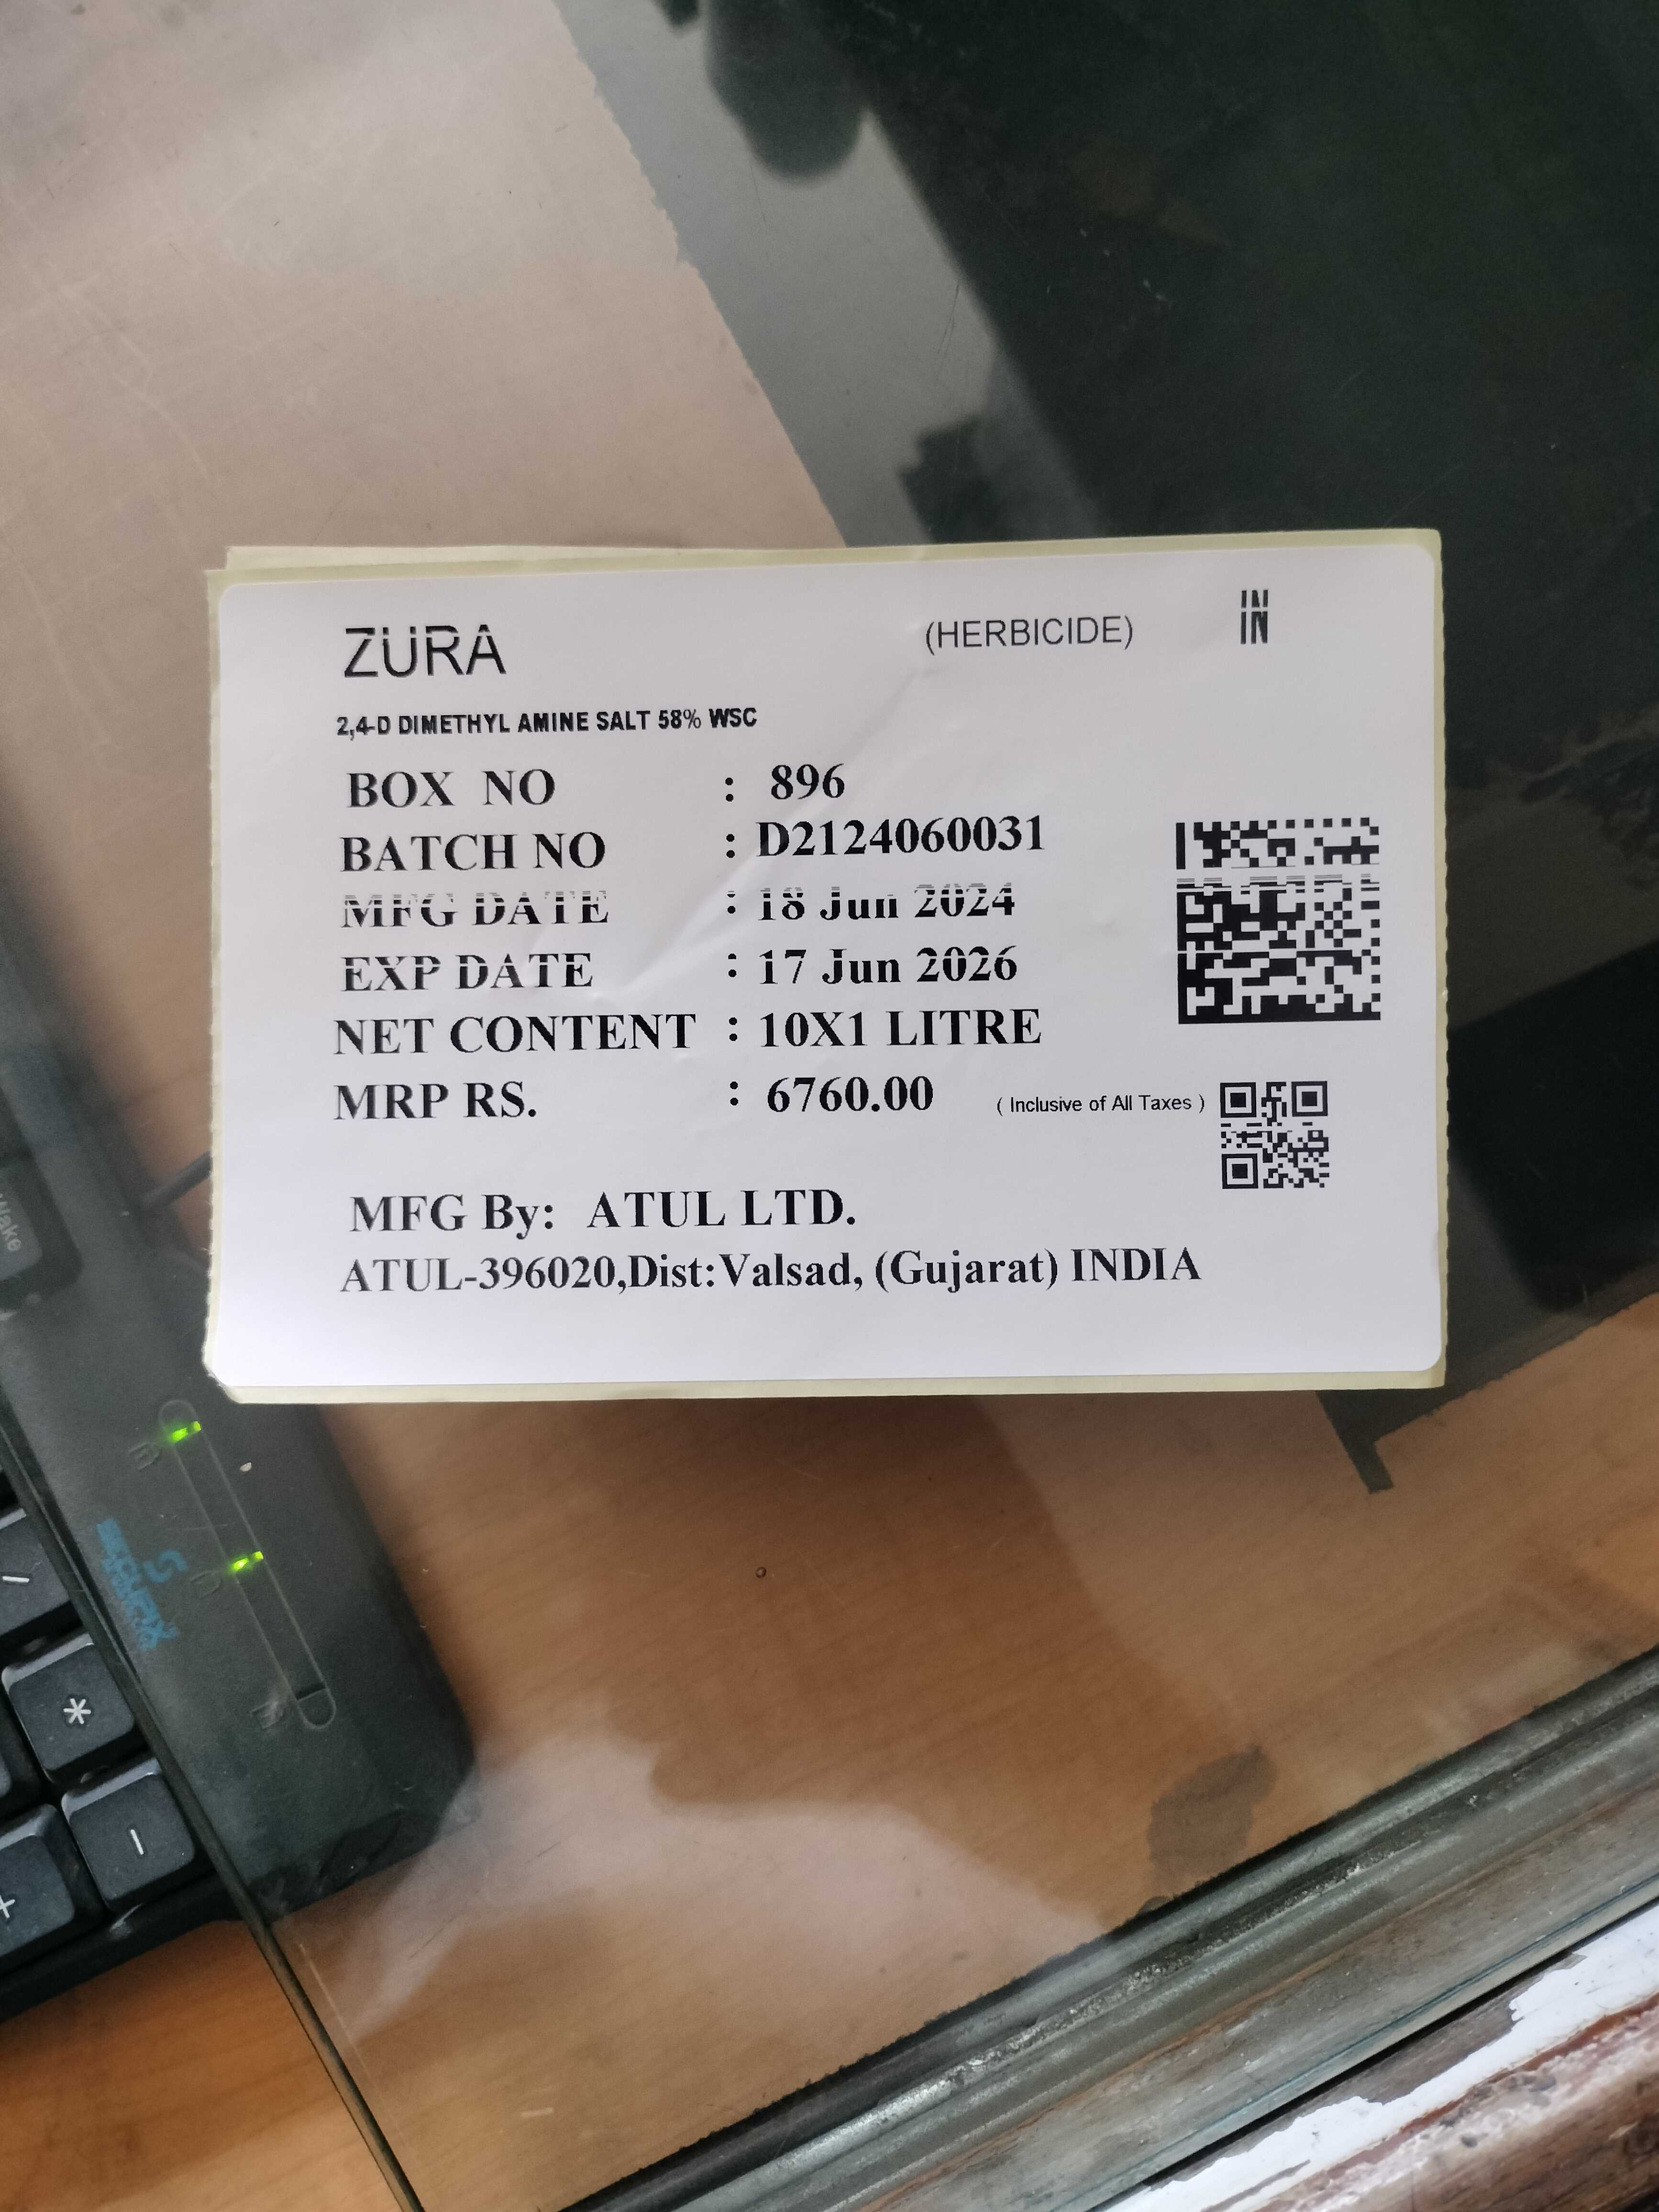 ZURA (HERBICIDE) IN
2,4-D DIMETHYL AMINE SALT 58% WSC
BOX NO : 896
BATCH NO : D2124060031
MFG DATE : 18 Jun 2024
EXP DATE : 17 Jun 2026
NET CONTENT : 10X1 LITRE
MRP RS. : 6760.00 ( Inclusive of All Taxes )
MFG By: ATUL LTD.
ATUL-396020,Dist:Valsad, (Gujarat) INDIA
Wake
/
*
-
+